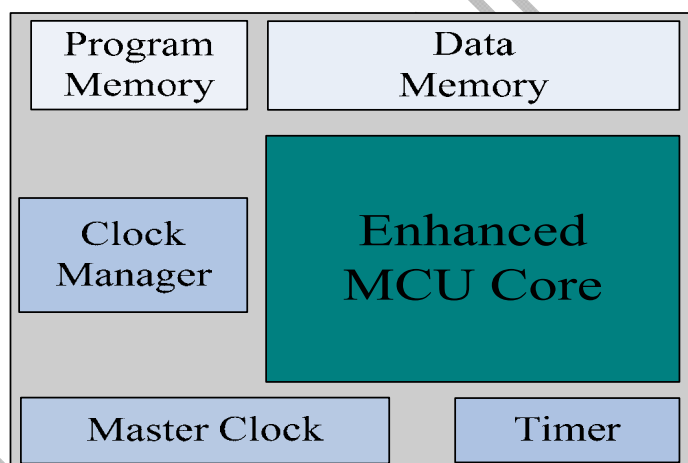 Program
Memory
Data
Memory
Clock
Manager
Enhanced
MCU Core
Master Clock
Timer